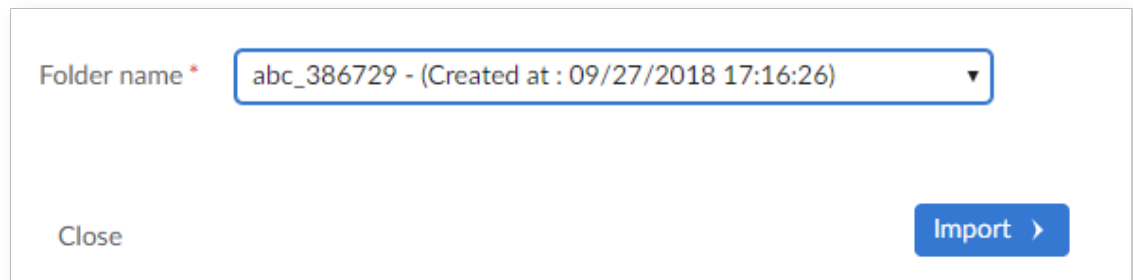 Folder name * abc_386729 - (Created at : 09/27/2018 17:16:26)
Close Import